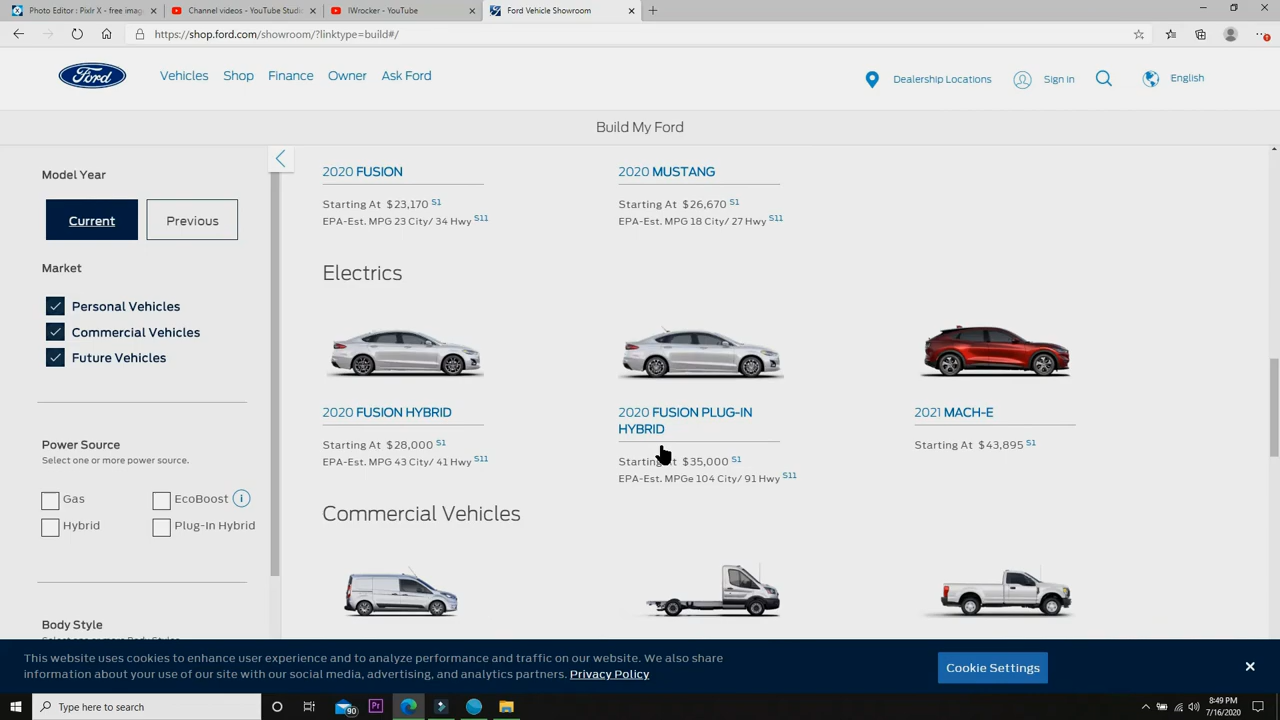 Photo Editor : Pixlr X - free imag
Channel videos - YouTube Studio
IWrocker - YouTube
Ford Vehicle Showroom
https://shop.ford.com/showroom/?linktype=build#/
Ford
Vehicles
Shop
Finance
Owner
Ask Ford
Dealership Locations
Sign In
English
Build My Ford
Model Year
Current
Previous
Market
Personal Vehicles
Commercial Vehicles
Future Vehicles
Power Source
Select one or more power source.
Gas
EcoBoost i
Hybrid
Plug-In Hybrid
Body Style
2020 FUSION
Starting At $23,170 S1
EPA-Est. MPG 23 City/ 34 Hwy S11
2020 MUSTANG
Starting At $26,670 S1
EPA-Est. MPG 18 City/ 27 Hwy S11
Electrics
2020 FUSION HYBRID
Starting At $28,000 S1
EPA-Est. MPG 43 City/ 41 Hwy S11
2020 FUSION PLUG-IN
HYBRID
Starting At $35,000 S1
EPA-Est. MPGe 104 City/ 91 Hwy S11
2021 MACH-E
Starting At $43,895 S1
Commercial Vehicles
This website uses cookies to enhance user experience and to analyze performance and traffic on our website. We also share
information about your use of our site with our social media, advertising, and analytics partners. Privacy Policy
Cookie Settings
Type here to search
90
Pr
8:49 PM
7/16/2020